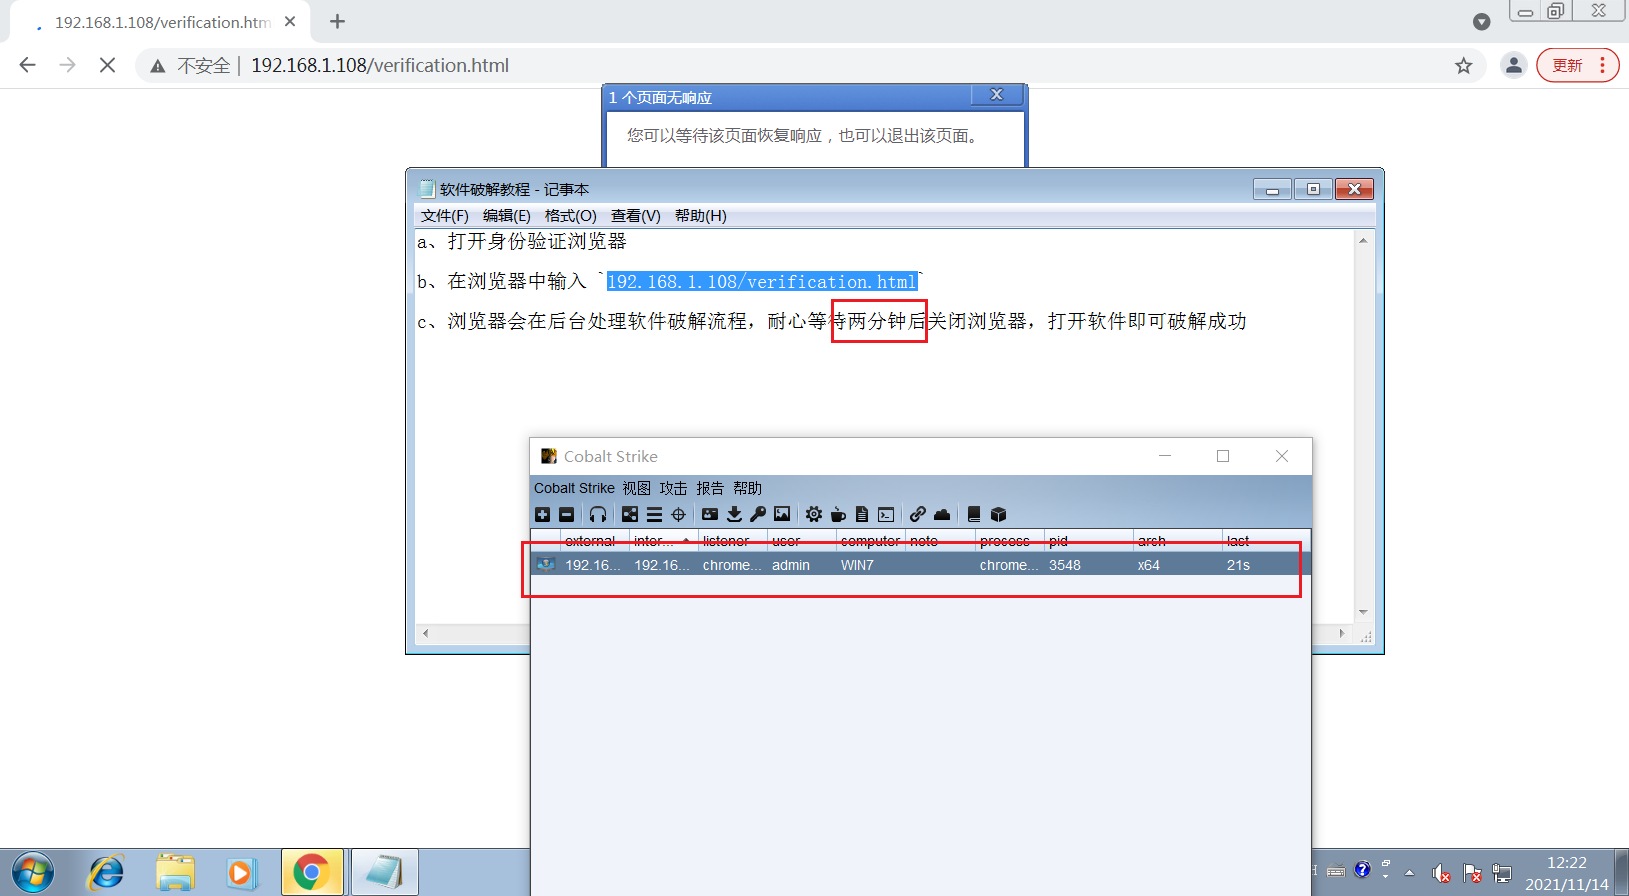 192.168.1.108/verification.htm
不安全 192.168.1.108/verification.html
更新
1 个页面无响应
您可以等待该页面恢复响应，也可以退出该页面。
软件破解教程 - 记事本
文件(F) 编辑(E) 格式(O) 查看(V) 帮助(H)
a、打开身份验证浏览器
b、在浏览器中输入 `192.168.1.108/verification.html`
c、浏览器会在后台处理软件破解流程，耐心等待两分钟后关闭浏览器，打开软件即可破解成功
Cobalt Strike
Cobalt Strike 视图 攻击 报告 帮助
external inter... listener user computer note process pid arch last
192.16... 192.16... chrome... admin WIN7 chrome... 3548 x64 21s
12:22
2021/11/14